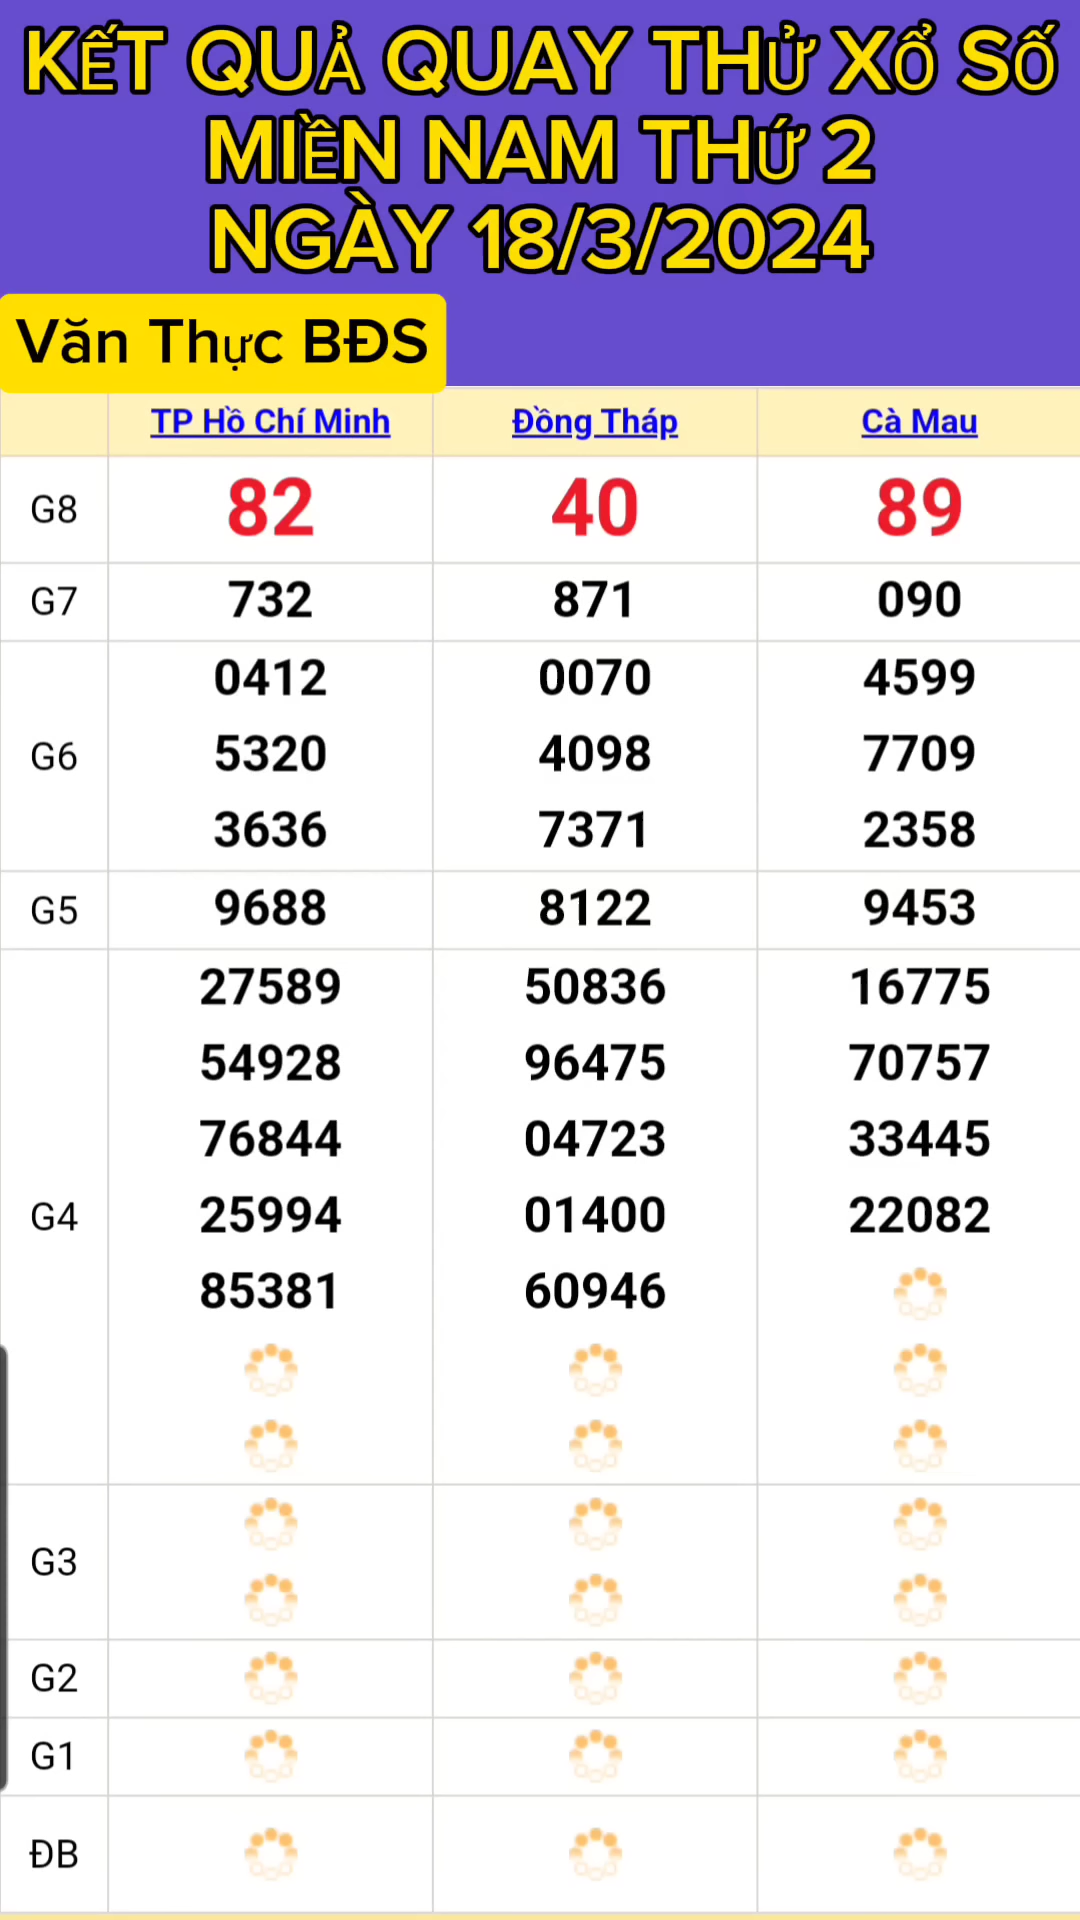 KẾT QUẢ QUAY THỬ XỔ SỐ
MIỀN NAM THỨ 2
NGÀY 18/3/2024
Văn Thực BĐS
TP Hồ Chí Minh Đồng Tháp Cà Mau
G8 82 40 89
G7 732 871 090
0412 0070 4599
G6 5320 4098 7709
3636 7371 2358
G5 9688 8122 9453
27589 50836 16775
54928 96475 70757
76844 04723 33445
G4 25994 01400 22082
85381 60946
G3
G2
G1
ĐB